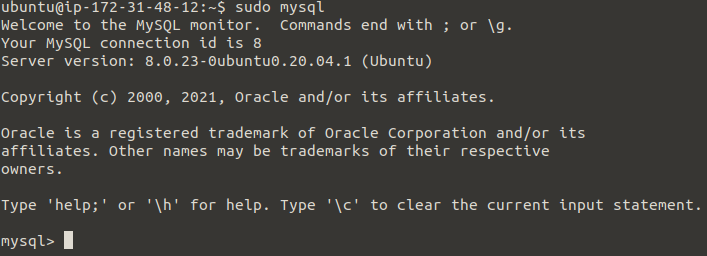 ubuntu@ip-172-31-48-12:~$ sudo mysql
Welcome to the MySQL monitor.  Commands end with ; or \g.
Your MySQL connection id is 8
Server version: 8.0.23-0ubuntu0.20.04.1 (Ubuntu)
Copyright (c) 2000, 2021, Oracle and/or its affiliates.
Oracle is a registered trademark of Oracle Corporation and/or its
affiliates. Other names may be trademarks of their respective
owners.
Type 'help;' or '\h' for help. Type '\c' to clear the current input statement.
mysql>